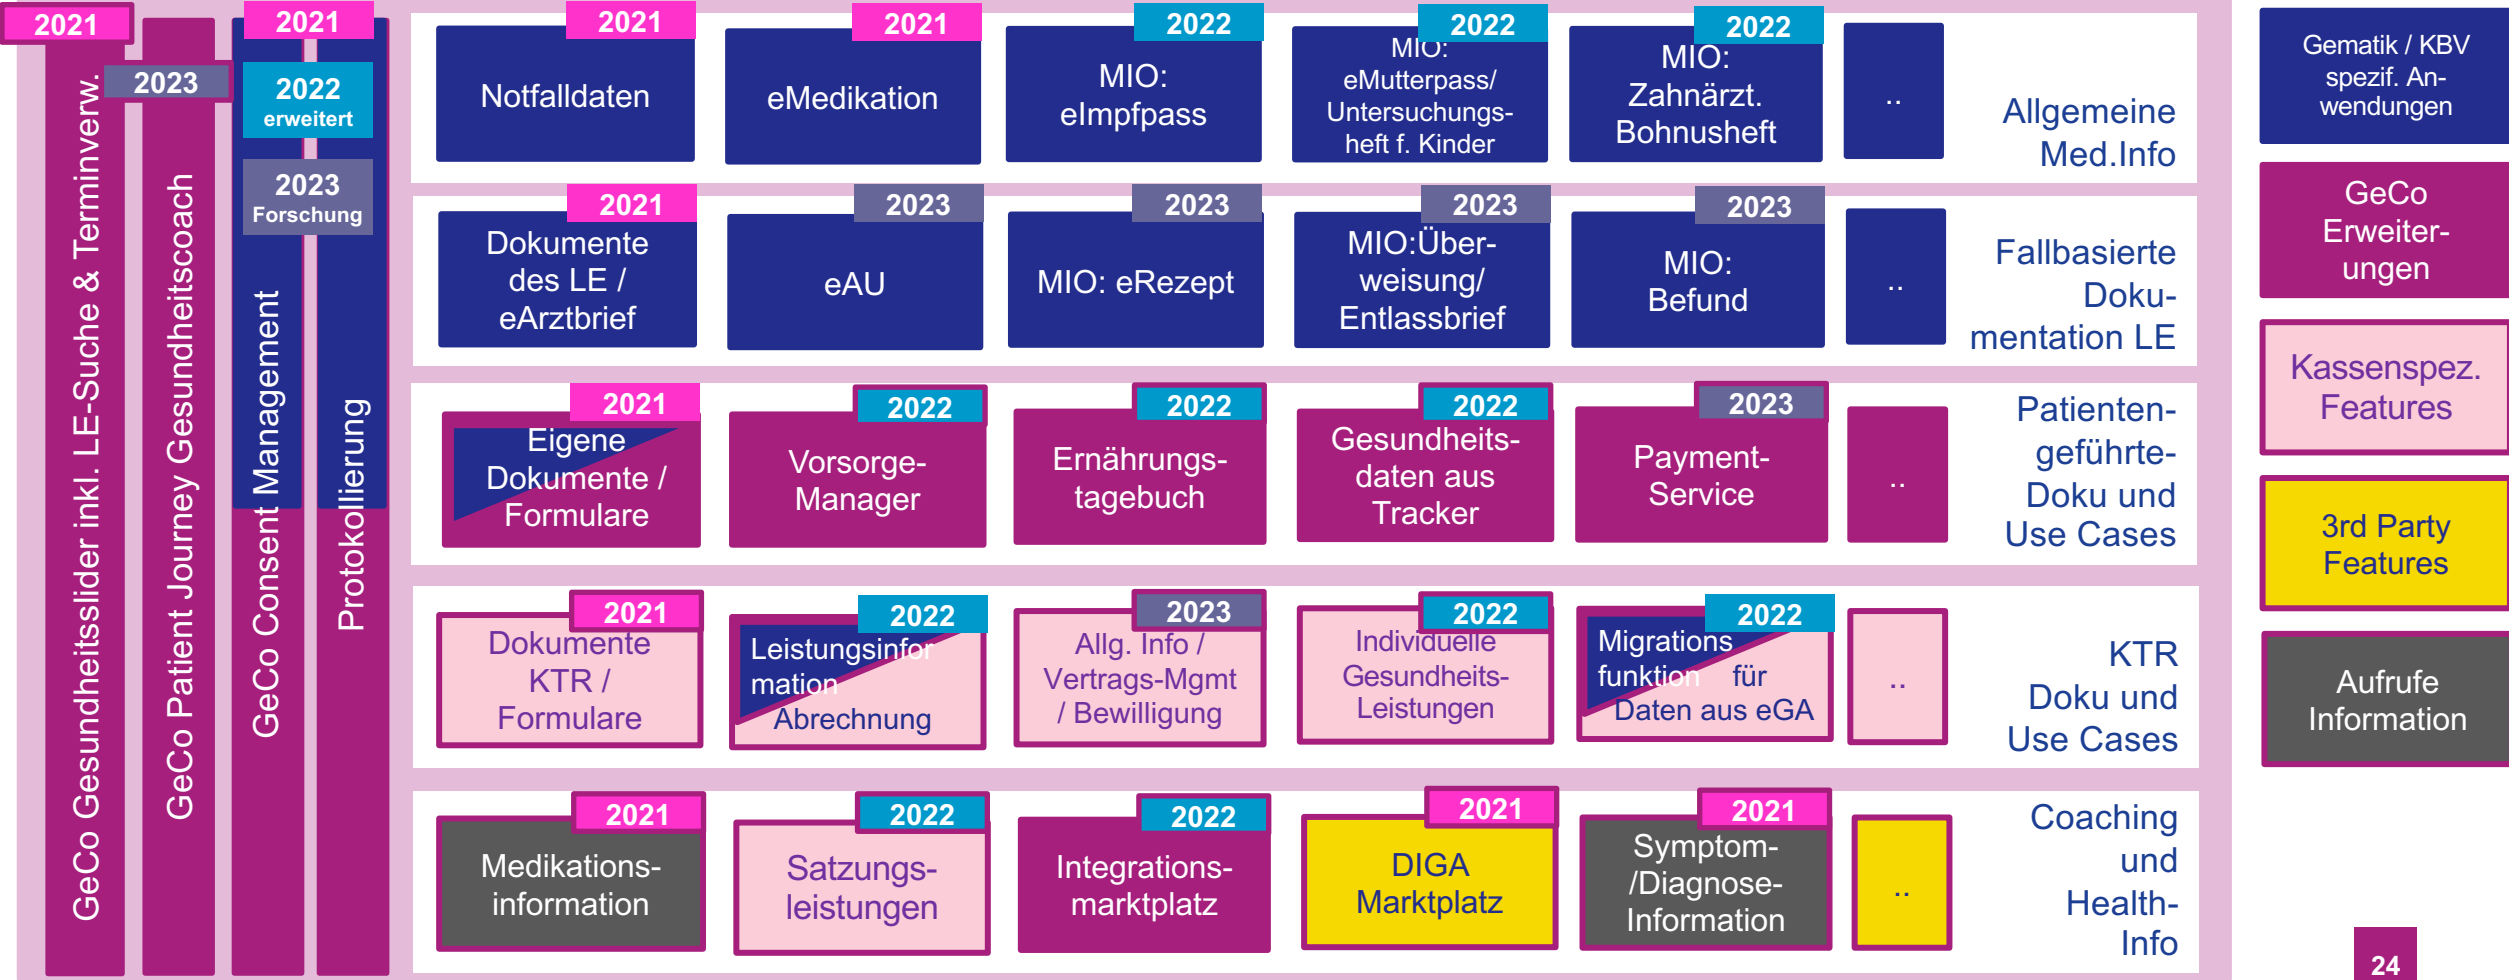 2021
GeCo Gesundheitsslider inkl. LE-Suche & Terminverw.
2023
GeCo Patient Journey Gesundheitscoach
2021
2022
erweitert
2023
Forschung
GeCo Consent Management
Protokollierung
2021
Notfalldaten
2021
eMedikation
2022
MIO:
eImpfpass
2022
MIO:
eMutterpass/
Untersuchungs-
heft f. Kinder
2022
MIO:
Zahnärzt.
Bohnusheft
..
Allgemeine
Med.Info
2021
Dokumente
des LE /
eArztbrief
2023
eAU
2023
MIO: eRezept
2023
MIO:Über-
weisung/
Entlassbrief
2023
MIO:
Befund
..
Fallbasierte
Doku-
mentation LE
2021
Eigene
Dokumente /
Formulare
2022
Vorsorge-
Manager
2022
Ernährungs-
tagebuch
2022
Gesundheits-
daten aus
Tracker
2023
Payment-
Service
..
Patienten-
geführte-
Doku und
Use Cases
2021
Dokumente
KTR /
Formulare
2022
Leistungsinfor
mation
Abrechnung
2023
Allg. Info /
Vertrags-Mgmt
/ Bewilligung
2022
Individuelle
Gesundheits-
Leistungen
2022
Migrations
funktion für
Daten aus eGA
..
KTR
Doku und
Use Cases
2021
Medikations-
information
2022
Satzungs-
leistungen
2022
Integrations-
marktplatz
2021
DIGA
Marktplatz
2021
Symptom-
/Diagnose-
Information
..
Coaching
und
Health-
Info
Gematik / KBV
spezif. An-
wendungen
GeCo
Erweiter-
ungen
Kassenspez.
Features
3rd Party
Features
Aufrufe
Information
24